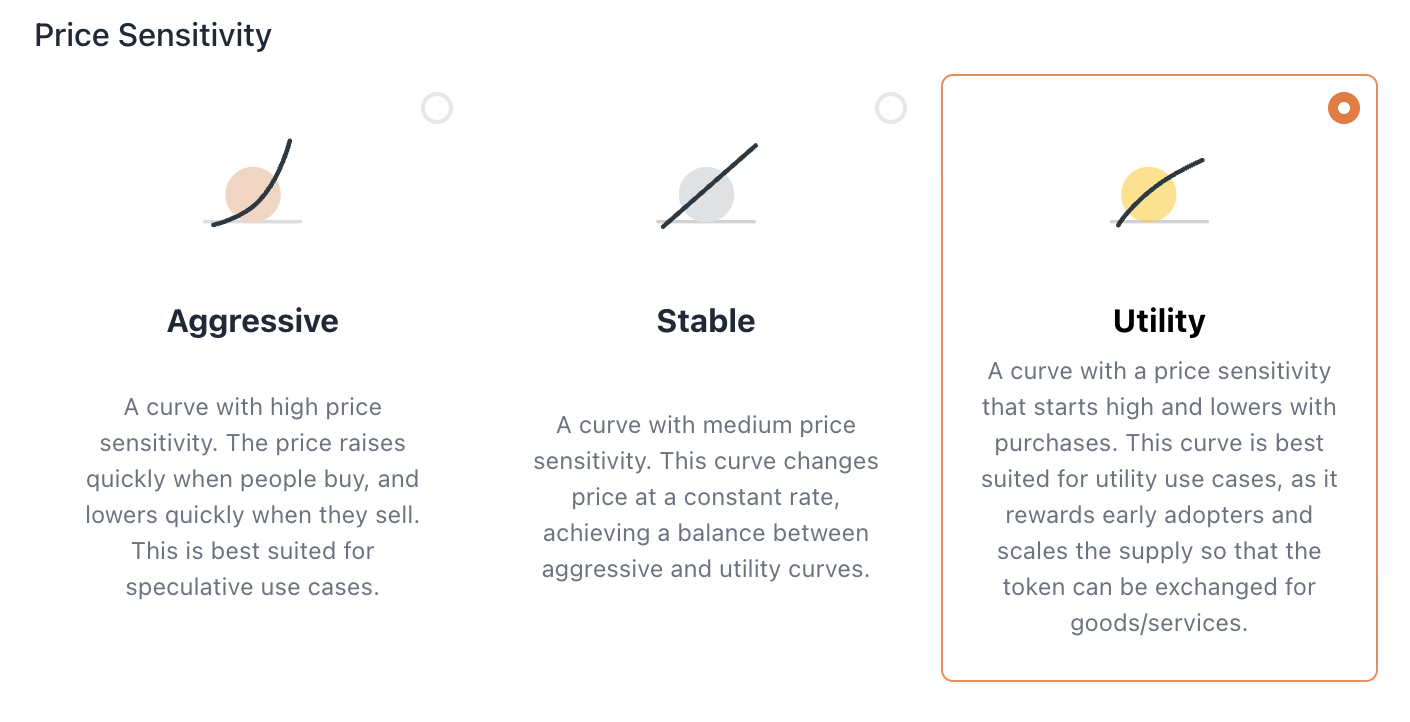 Price Sensitivity
Aggressive
A curve with high price
sensitivity. The price raises
quickly when people buy, and
lowers quickly when they sell.
This is best suited for
speculative use cases.
Stable
A curve with medium price
sensitivity. This curve changes
price at a constant rate,
achieving a balance between
aggressive and utility curves.
Utility
A curve with a price sensitivity
that starts high and lowers with
purchases. This curve is best
suited for utility use cases, as it
rewards early adopters and
scales the supply so that the
token can be exchanged for
goods/services.